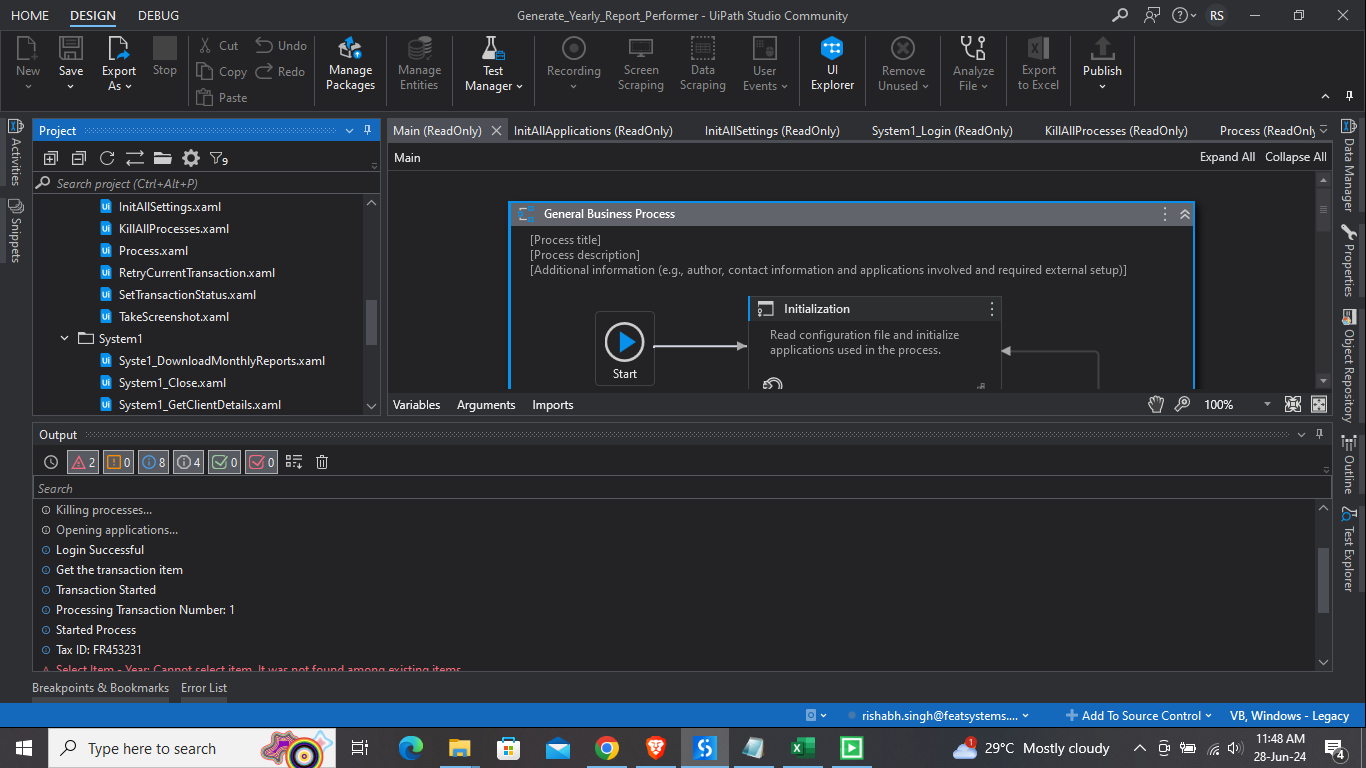 HOME DESIGN DEBUG
Generate_Yearly_Report_Performer - UiPath Studio Community
RS
New
Save
Export As
Stop
Cut
Copy
Paste
Undo
Redo
Manage Packages
Manage Entities
Test Manager
Recording
Screen Scraping
Data Scraping
User Events
UI Explorer
Remove Unused
Analyze File
Export to Excel
Publish
Activities
Snippets
Project
9
Search project (Ctrl+Alt+P)
InitAllSettings.xaml
KillAllProcesses.xaml
Process.xaml
RetryCurrentTransaction.xaml
SetTransactionStatus.xaml
TakeScreenshot.xaml
System1
Syste1_DownloadMonthlyReports.xaml
System1_Close.xaml
System1_GetClientDetails.xaml
Main (ReadOnly) InitAllApplications (ReadOnly) InitAllSettings (ReadOnly) System1_Login (ReadOnly) KillAllProcesses (ReadOnly) Process (ReadOnly
Main
Expand All Collapse All
General Business Process
[Process title]
[Process description]
[Additional information (e.g., author, contact information and applications involved and required external setup)]
Start
Initialization
Read configuration file and initialize
applications used in the process.
Variables Arguments Imports
100%
Data Manager
Properties
Object Repository
Outline
Test Explorer
Output
2 0 8 4 0 0
Search
Killing processes...
Opening applications...
Login Successful
Get the transaction item
Transaction Started
Processing Transaction Number: 1
Started Process
Tax ID: FR453231
Select Item - Year: Cannot select item. It was not found among existing items
Breakpoints & Bookmarks Error List
rishabh.singh@featsystems....
Add To Source Control
VB, Windows - Legacy
Type here to search
1
29°C Mostly cloudy
11:48 AM
28-Jun-24
4